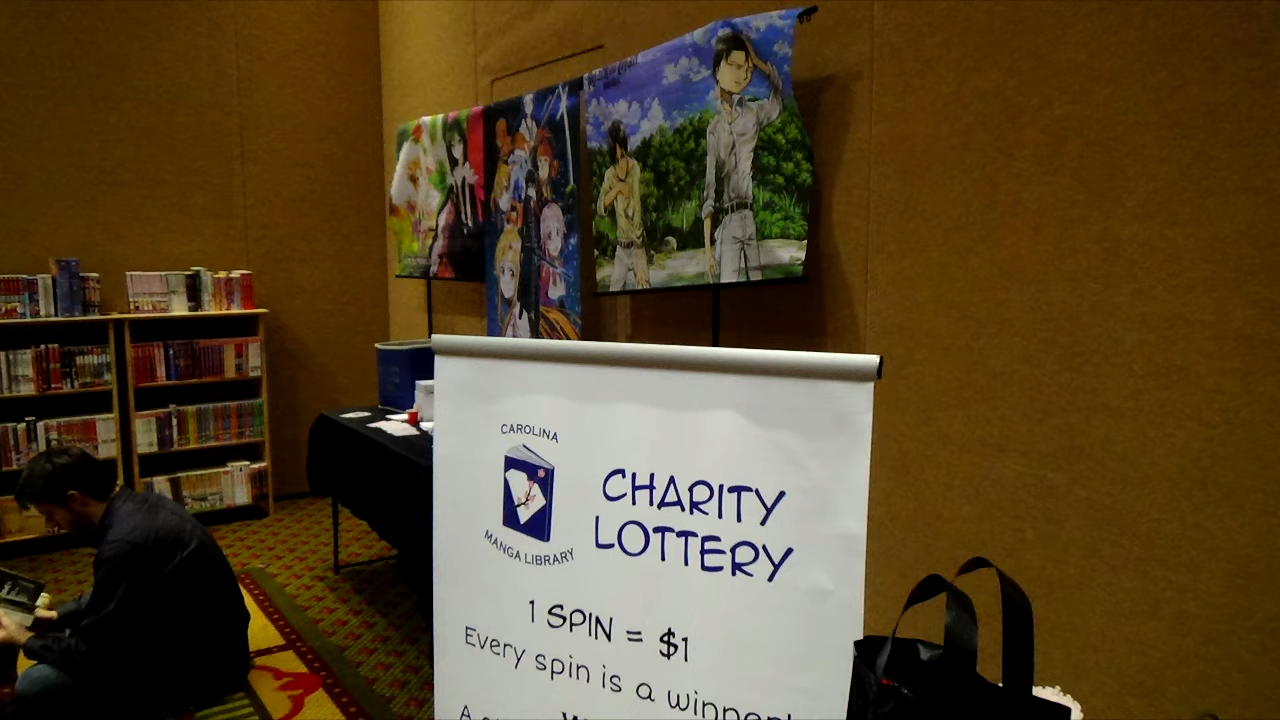 CAROLINA
MANGA LIBRARY
CHARITY
LOTTERY
1 SPIN = $1
Every spin is a winner!
A